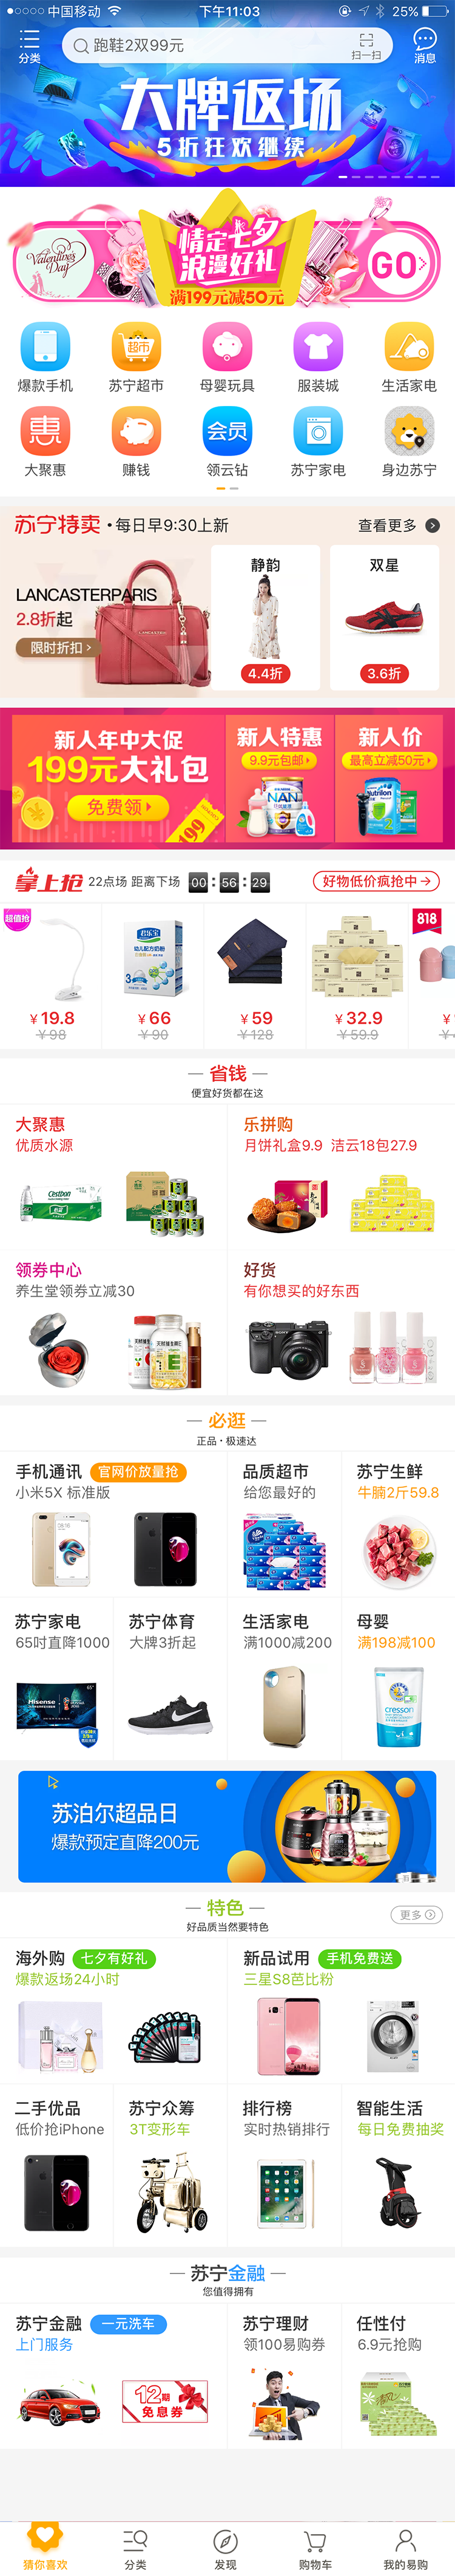 中国移动 下午11:03 25%
分类 跑鞋2双99元 扫一扫 消息
大牌返场
5折狂欢继续
Valentine's Day
情定七夕
浪漫好礼
GO
满199元减50元
超市
爆款手机 苏宁超市 母婴玩具 服装城 生活家电
惠 会员
大聚惠 赚钱 领云钻 苏宁家电 身边苏宁
苏宁特卖 •每日早9:30上新 查看更多
静韵 双星
LANCASTERPARIS
2.8折起
限时折扣
4.4折 3.6折
新人年中大促 新人特惠 新人价
199元大礼包 9.9元包邮 最高立减50元
免费领
199
掌上抢 22点场 距离下场 00:56:29 好物低价疯抢中
超值抢 818
君乐宝
¥19.8 ¥66 ¥59 ¥32.9
¥98 ¥90 ¥128 ¥59.9
省钱
便宜好货都在这
大聚惠 乐拼购
优质水源 月饼礼盒9.9 洁云18包27.9
Cestbon
领券中心 好货
养生堂领券立减30 有你想买的好东西
必逛
正品·极速达
手机通讯 官网价放量抢 品质超市 苏宁生鲜
小米5X 标准版 给您最好的 牛腩2斤59.8
苏宁家电 苏宁体育 生活家电 母婴
65吋直降1000 大牌3折起 满1000减200 满198减100
Hisense
cresson
苏泊尔超品日
爆款预定直降200元
特色 更多
好品质当然要特色
海外购 七夕有好礼 新品试用 手机免费送
爆款返场24小时 三星S8芭比粉
二手优品 苏宁众筹 排行榜 智能生活
低价抢iPhone 3T变形车 实时热销排行 每日免费抽奖
苏宁金融
您值得拥有
苏宁金融 一元洗车 苏宁理财 任性付
上门服务 领100易购券 6.9元抢购
12期
免息券
猜你喜欢 分类 发现 购物车 我的易购